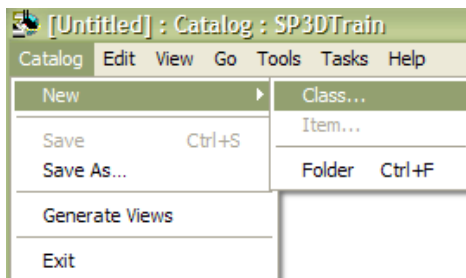 [Untitled] : Catalog : SP3DTrain
Catalog Edit View Go Tools Tasks Help
New
Class...
Item...
Save Ctrl+S
Save As...
Folder Ctrl+F
Generate Views
Exit